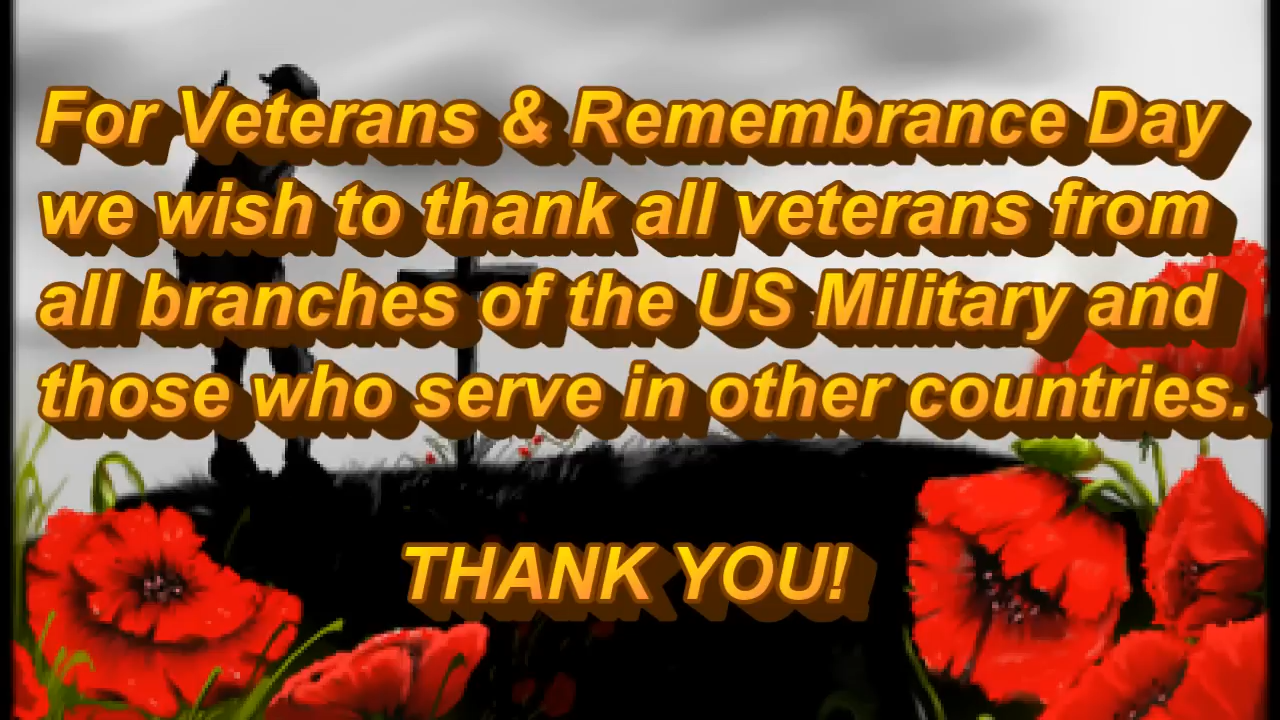 For Veterans & Remembrance Day
we wish to thank all veterans from
all branches of the US Military and
those who serve in other countries.
THANK YOU!